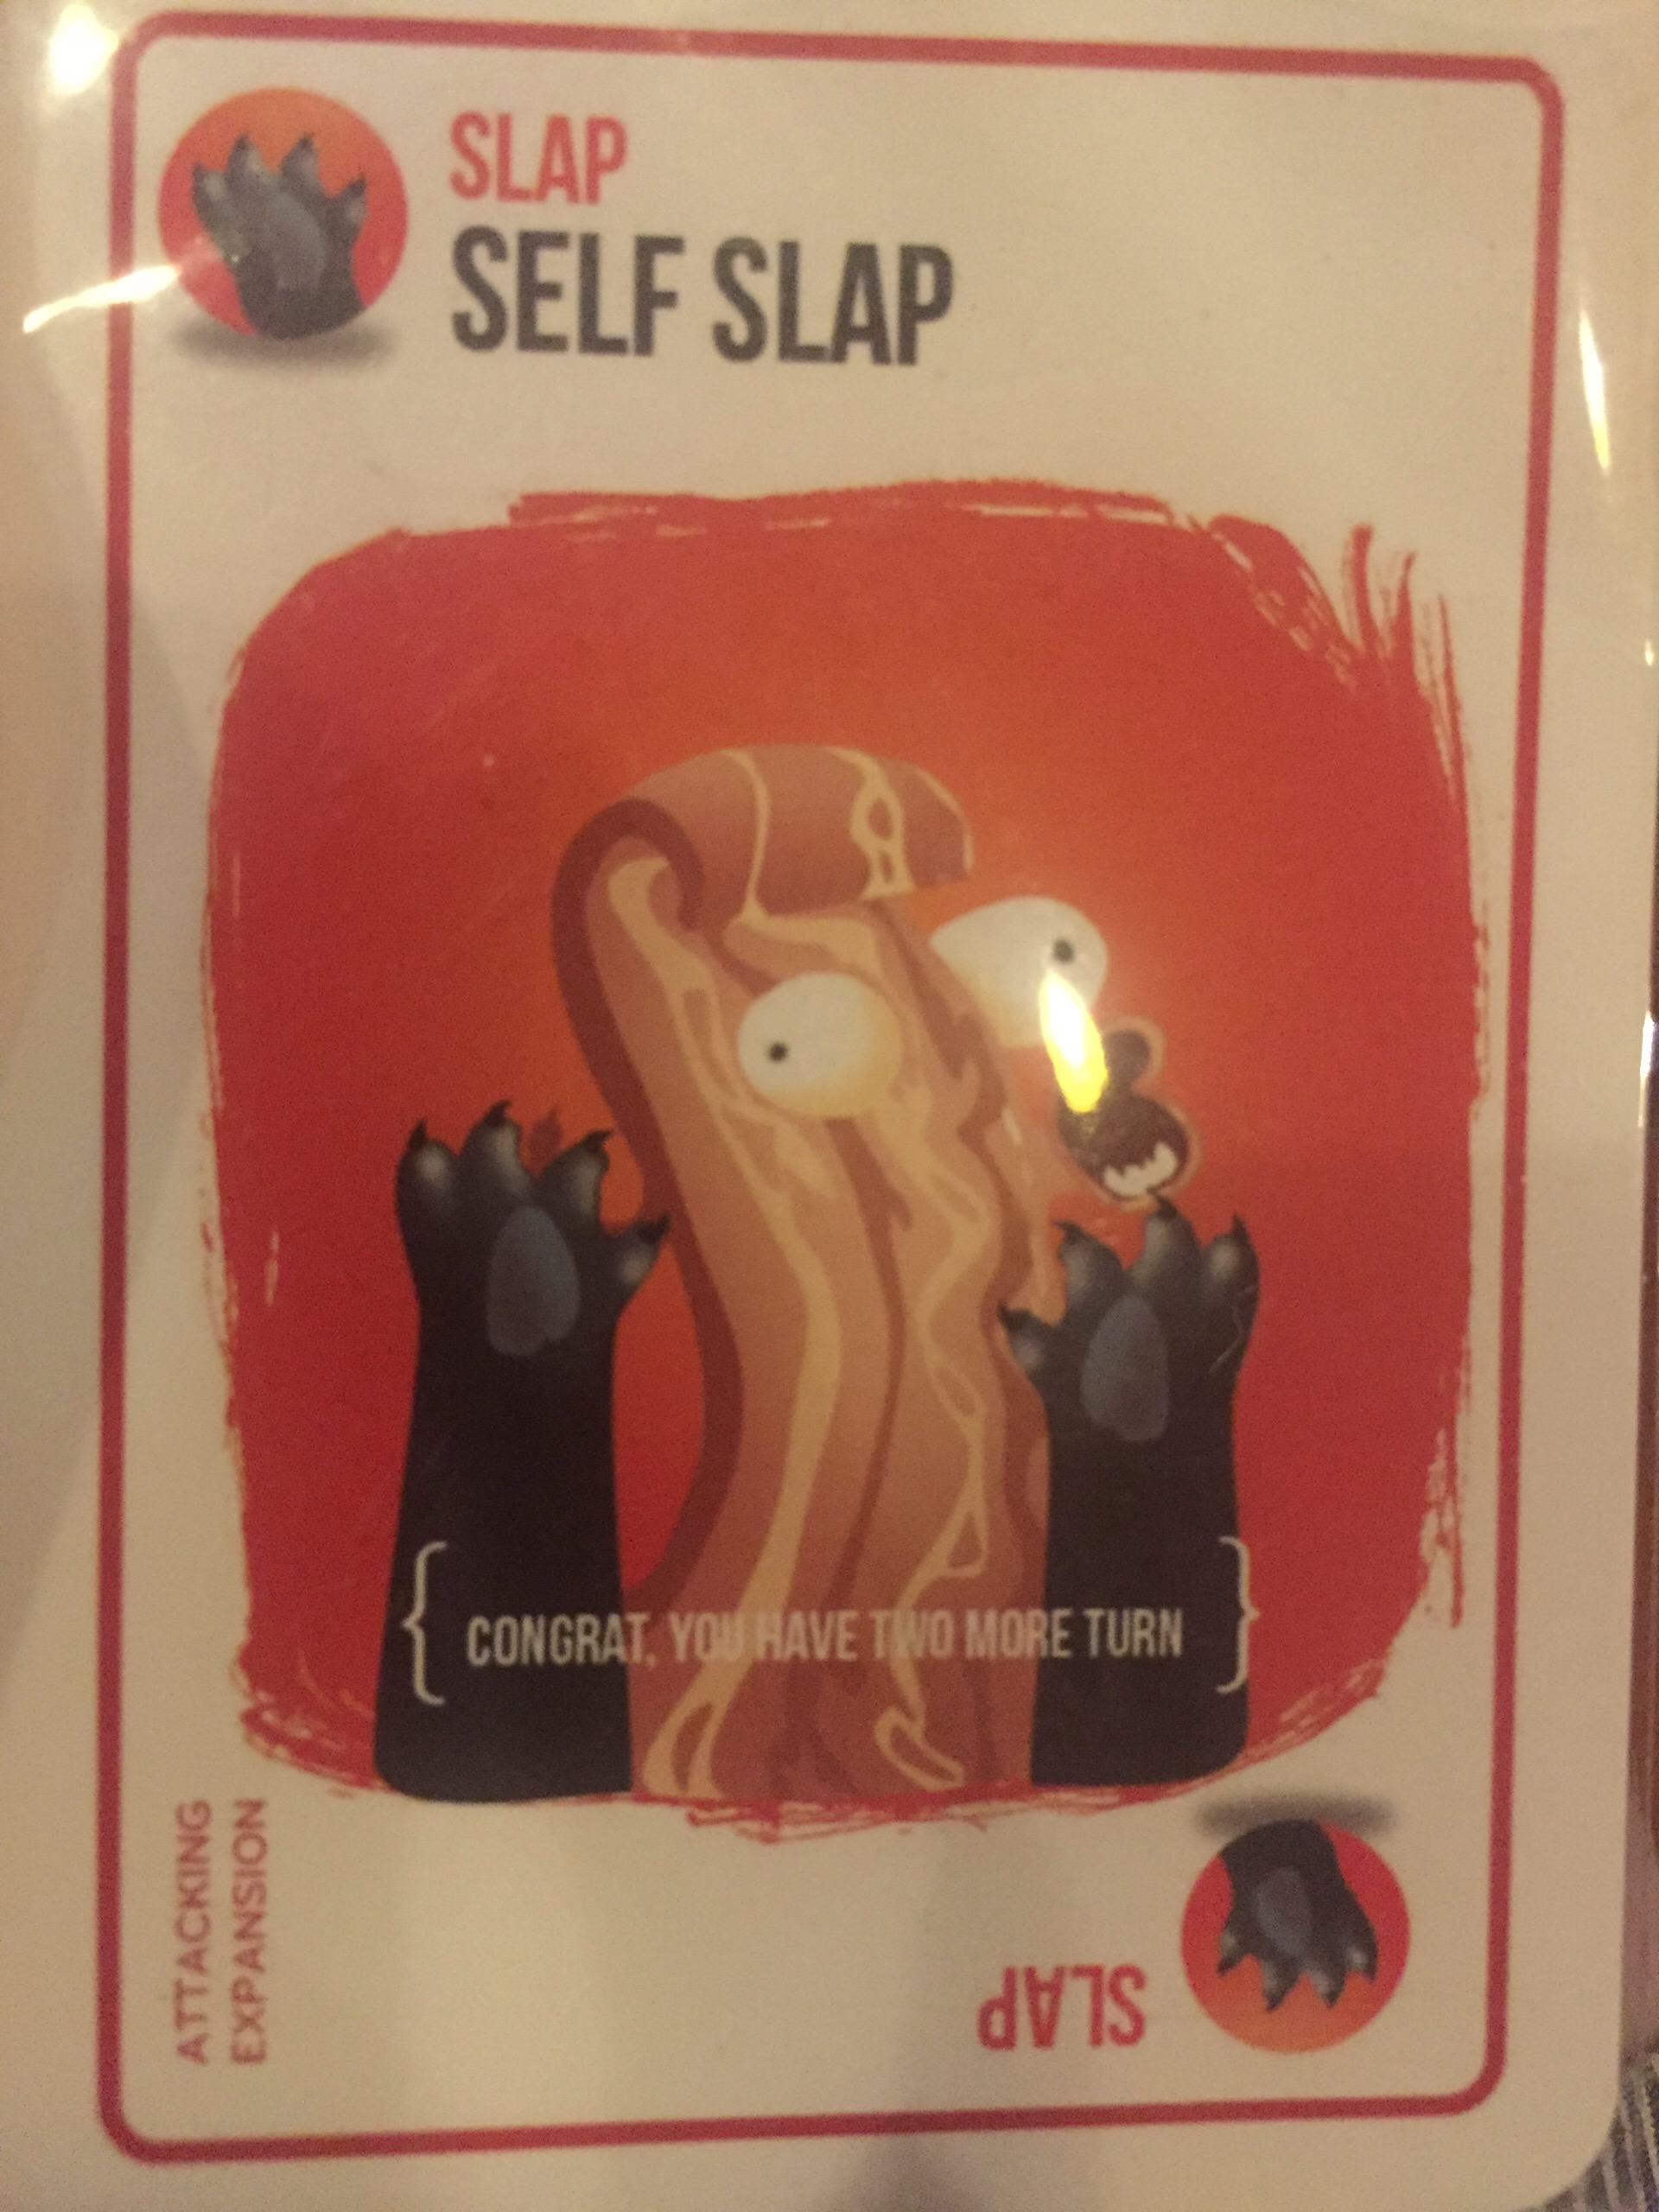 SLAP
SELF SLAP
{ CONGRAT, YOU HAVE TWO MORE TURN }
ATTACKING
EXPANSION
SLAP